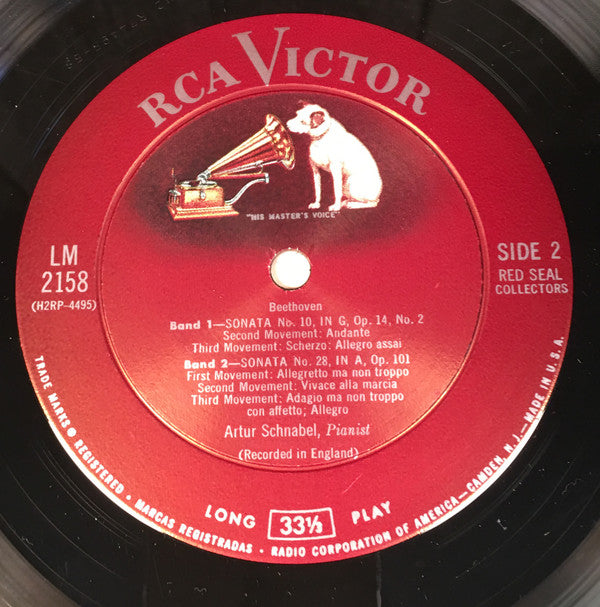 RCA VICTOR
"HIS MASTER'S VOICE"
LM
2158
(H2RP-4495)
SIDE 2
RED SEAL
COLLECTORS
Beethoven
Band 1—SONATA No. 10, IN G, Op. 14, No. 2
Second Movement: Andante
Third Movement: Scherzo: Allegro assai
Band 2—SONATA No. 28, IN A, Op. 101
First Movement: Allegretto ma non troppo
Second Movement: Vivace alla marcia
Third Movement: Adagio ma non troppo
con affetto; Allegro
Artur Schnabel, Pianist
(Recorded in England)
LONG 33⅓ PLAY
TRADE MARKS ® REGISTERED • MARCAS REGISTRADAS • RADIO CORPORATION OF AMERICA—CAMDEN, N. J.—MADE IN U.S.A.